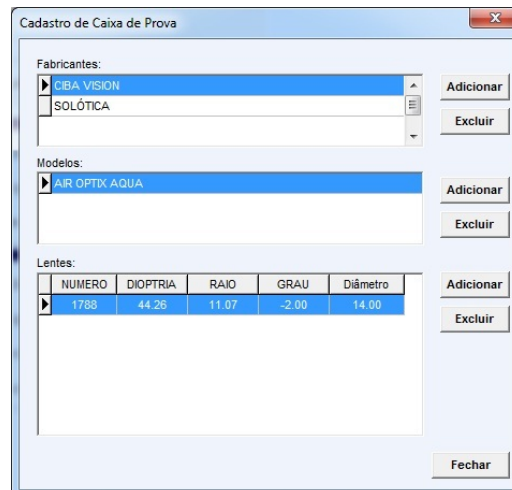 Cadastro de Caixa de Prova
Fabricantes:
CIBA VISION
SOLÓTICA
Adicionar
Excluir
Modelos:
AIR OPTIX AQUA
Adicionar
Excluir
Lentes:
NUMERO DIOPTRIA RAIO GRAU Diâmetro
1788 44.26 11.07 -2.00 14.00
Adicionar
Excluir
Fechar